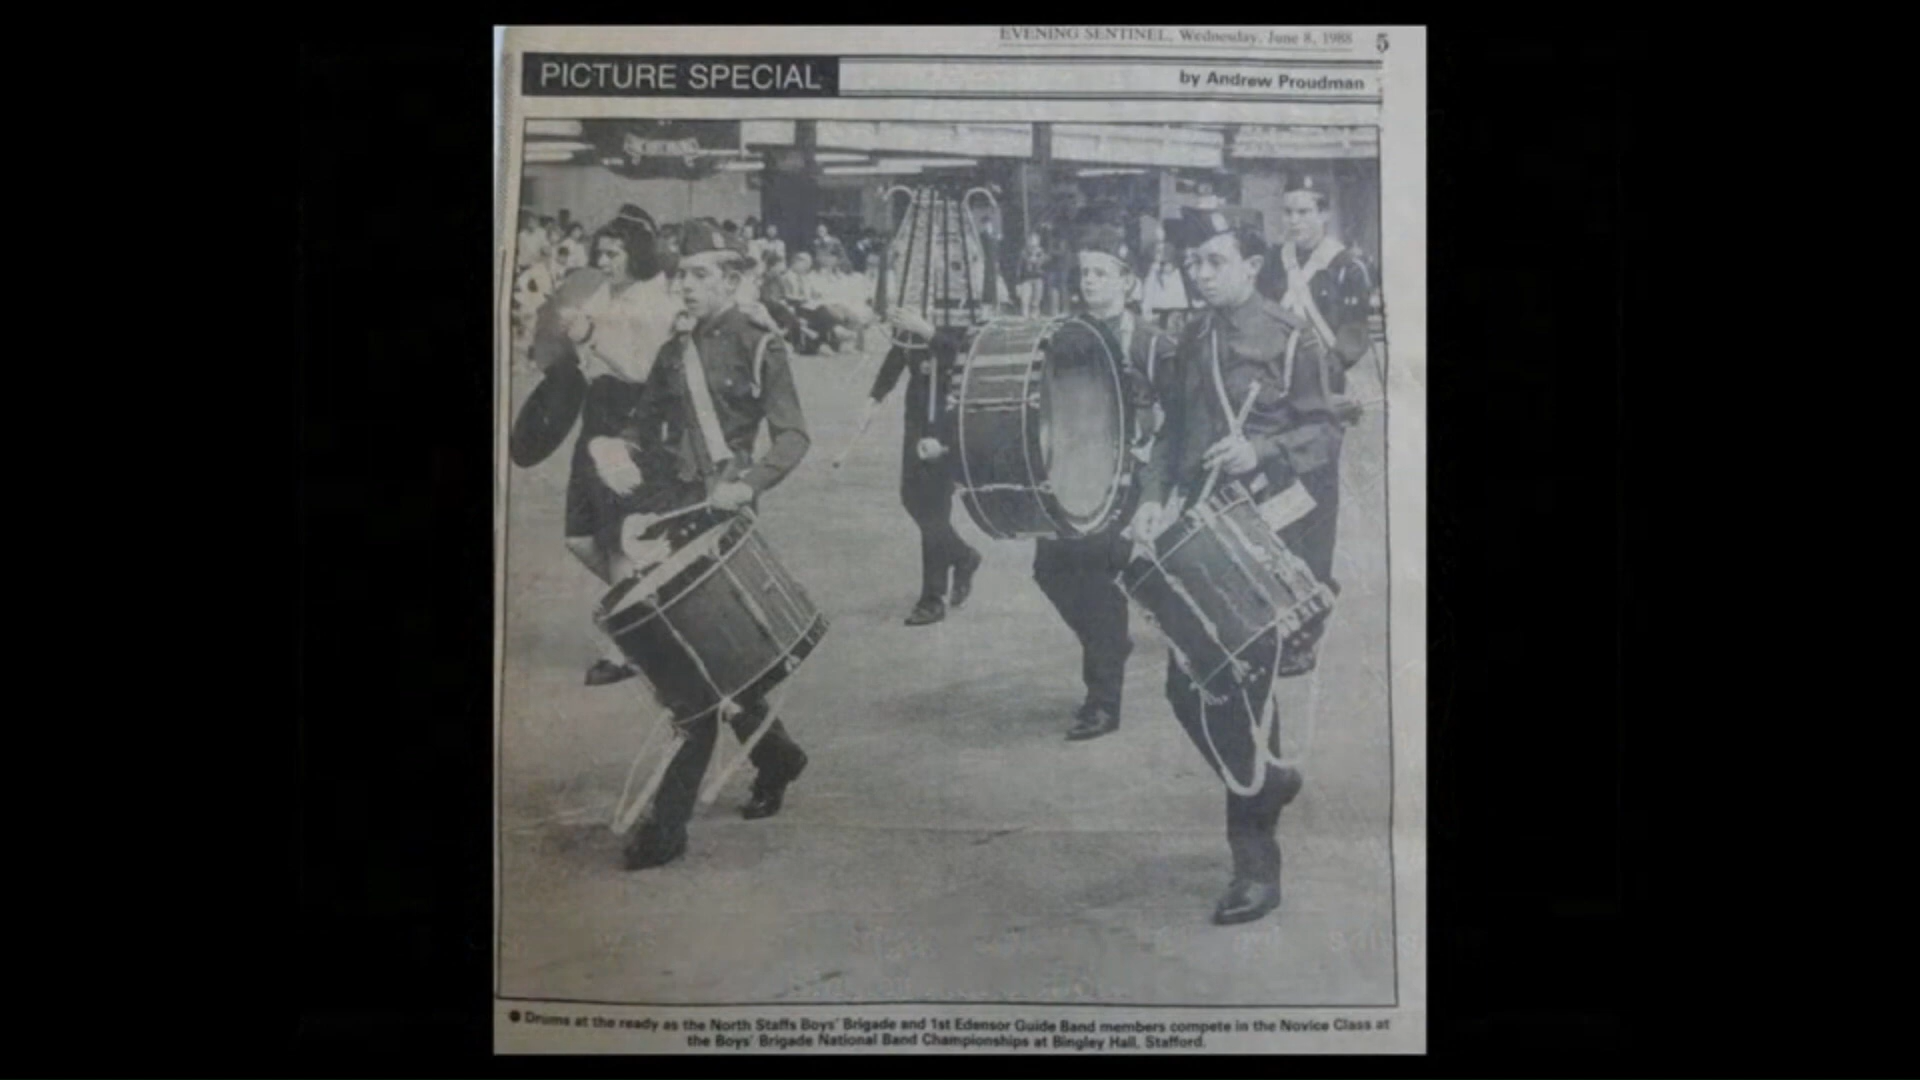 EVENING SENTINEL, Wednesday, June 8, 1988 5
PICTURE SPECIAL by Andrew Proudman
● Drums at the ready as the North Staffs Boys' Brigade and 1st Edensor Guide Band members compete in the Novice Class at
the Boys' Brigade National Band Championships at Bingley Hall, Stafford.